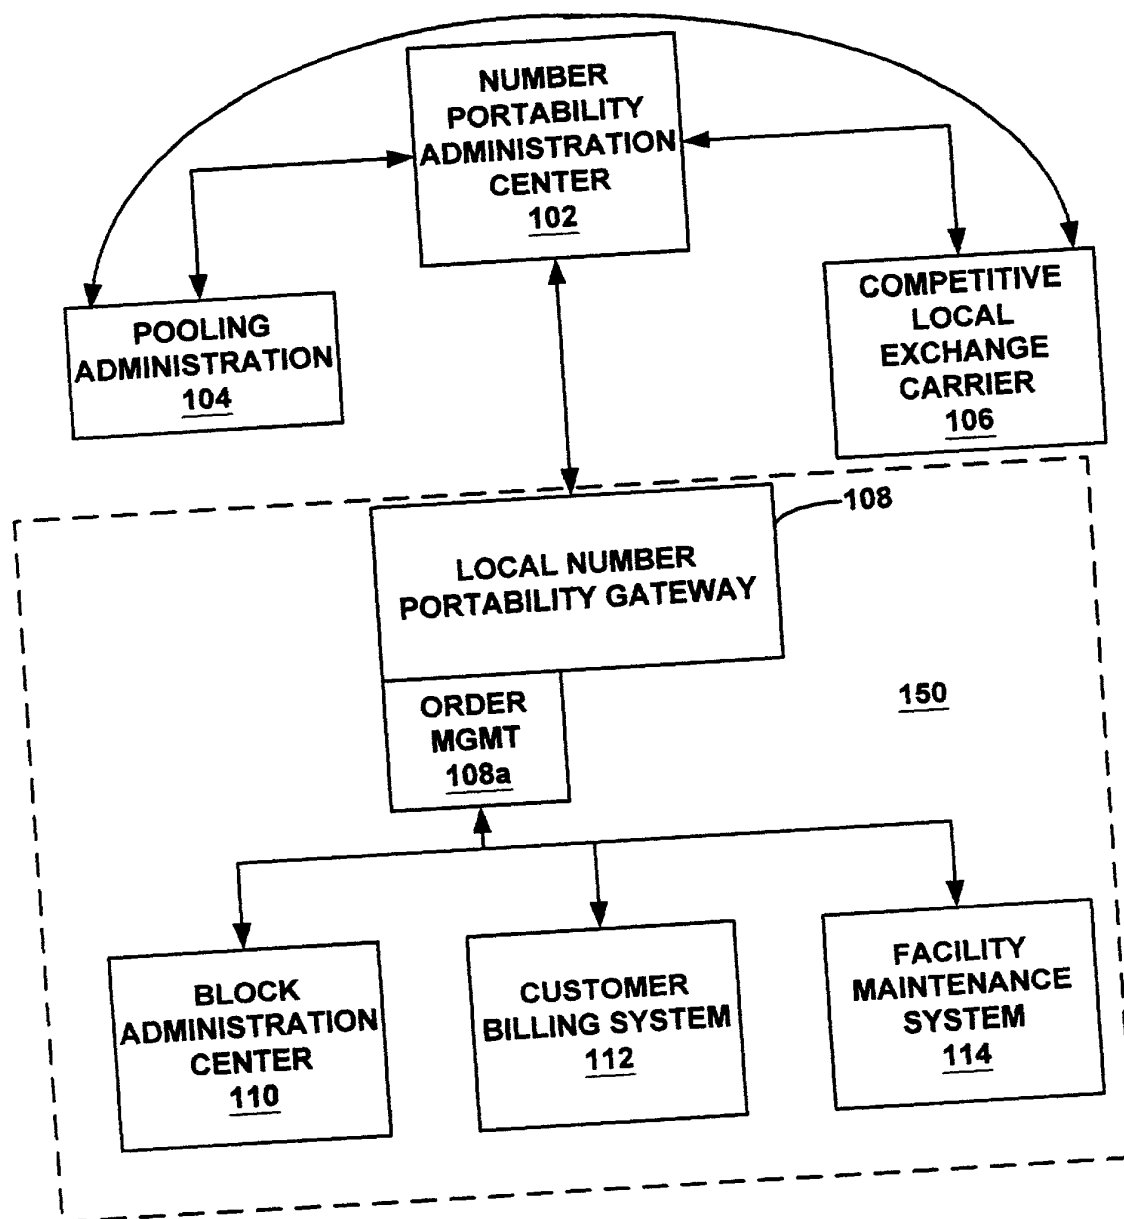 NUMBER
PORTABILITY
ADMINISTRATION
CENTER
102
POOLING
ADMINISTRATION
104
COMPETITIVE
LOCAL
EXCHANGE
CARRIER
106
108
LOCAL NUMBER
PORTABILITY GATEWAY
ORDER
MGMT
108a
150
BLOCK
ADMINISTRATION
CENTER
110
CUSTOMER
BILLING SYSTEM
112
FACILITY
MAINTENANCE
SYSTEM
114